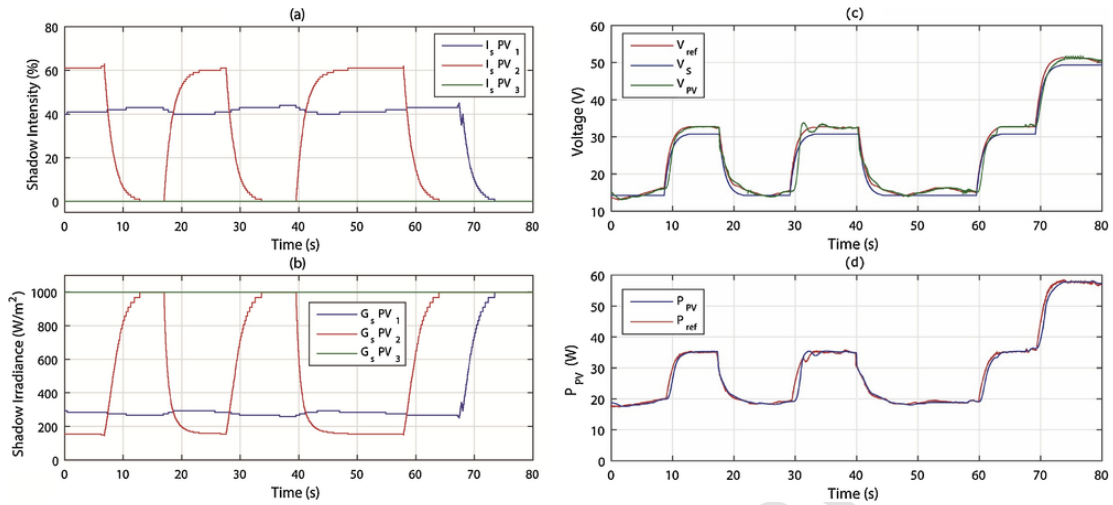 (a)
Shadow Intensity (%)
80
60
40
20
0
I_s PV_1
I_s PV_2
I_s PV_3
0 10 20 30 40 50 60 70 80
Time (s)
(b)
Shadow Irradiance (W/m²)
1000
800
600
400
200
0
G_s PV_1
G_s PV_2
G_s PV_3
0 10 20 30 40 50 60 70 80
Time (s)
(c)
Voltage (V)
60
50
40
30
20
10
V_ref
V_S
V_PV
0 10 20 30 40 50 60 70 80
Time (s)
(d)
P_PV (W)
60
50
40
30
20
10
0
P_PV
P_ref
0 10 20 30 40 50 60 70 80
Time (s)